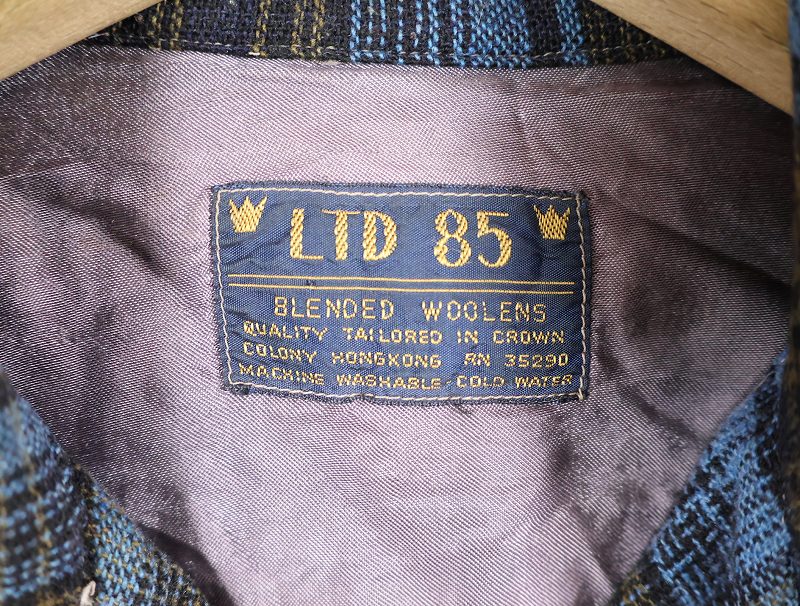 LTD 85
BLENDED WOOLENS
QUALITY TAILORED IN CROWN
COLONY HONGKONG RN 35290
MACHINE WASHABLE-COLD WATER